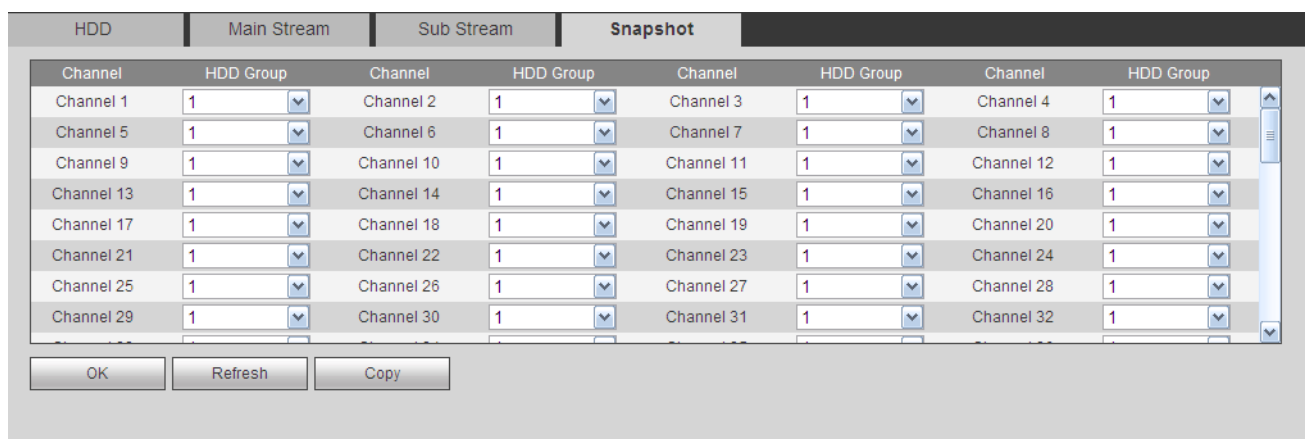 HDD Main Stream Sub Stream Snapshot
Channel HDD Group Channel HDD Group Channel HDD Group Channel HDD Group
Channel 1 1 Channel 2 1 Channel 3 1 Channel 4 1
Channel 5 1 Channel 6 1 Channel 7 1 Channel 8 1
Channel 9 1 Channel 10 1 Channel 11 1 Channel 12 1
Channel 13 1 Channel 14 1 Channel 15 1 Channel 16 1
Channel 17 1 Channel 18 1 Channel 19 1 Channel 20 1
Channel 21 1 Channel 22 1 Channel 23 1 Channel 24 1
Channel 25 1 Channel 26 1 Channel 27 1 Channel 28 1
Channel 29 1 Channel 30 1 Channel 31 1 Channel 32 1
OK Refresh Copy